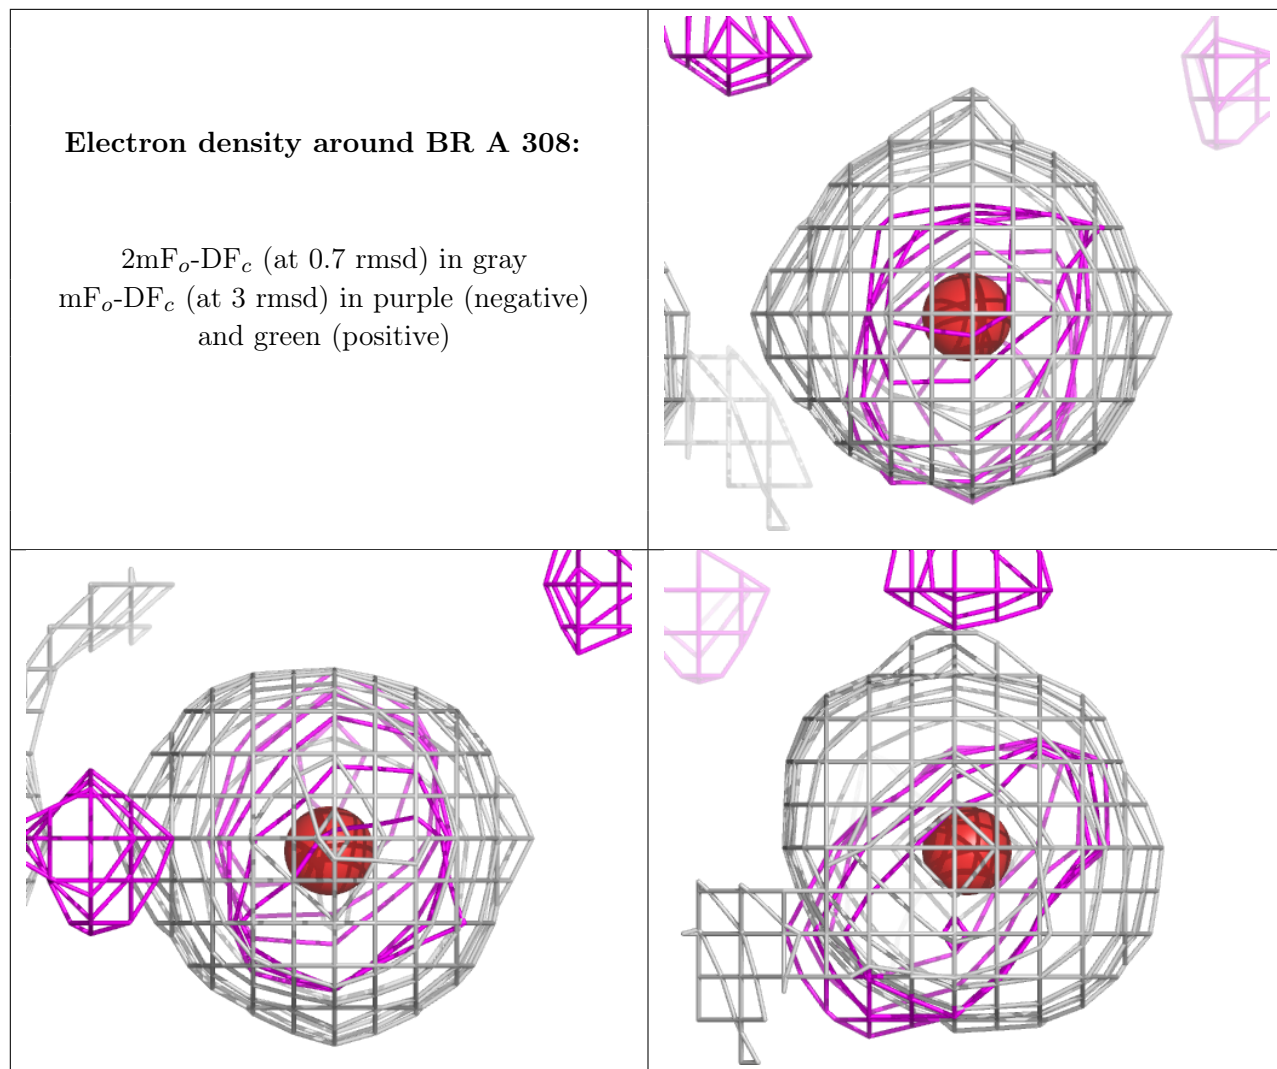 Electron density around BR A 308:
2mFo-DFc (at 0.7 rmsd) in gray
mFo-DFc (at 3 rmsd) in purple (negative)
and green (positive)